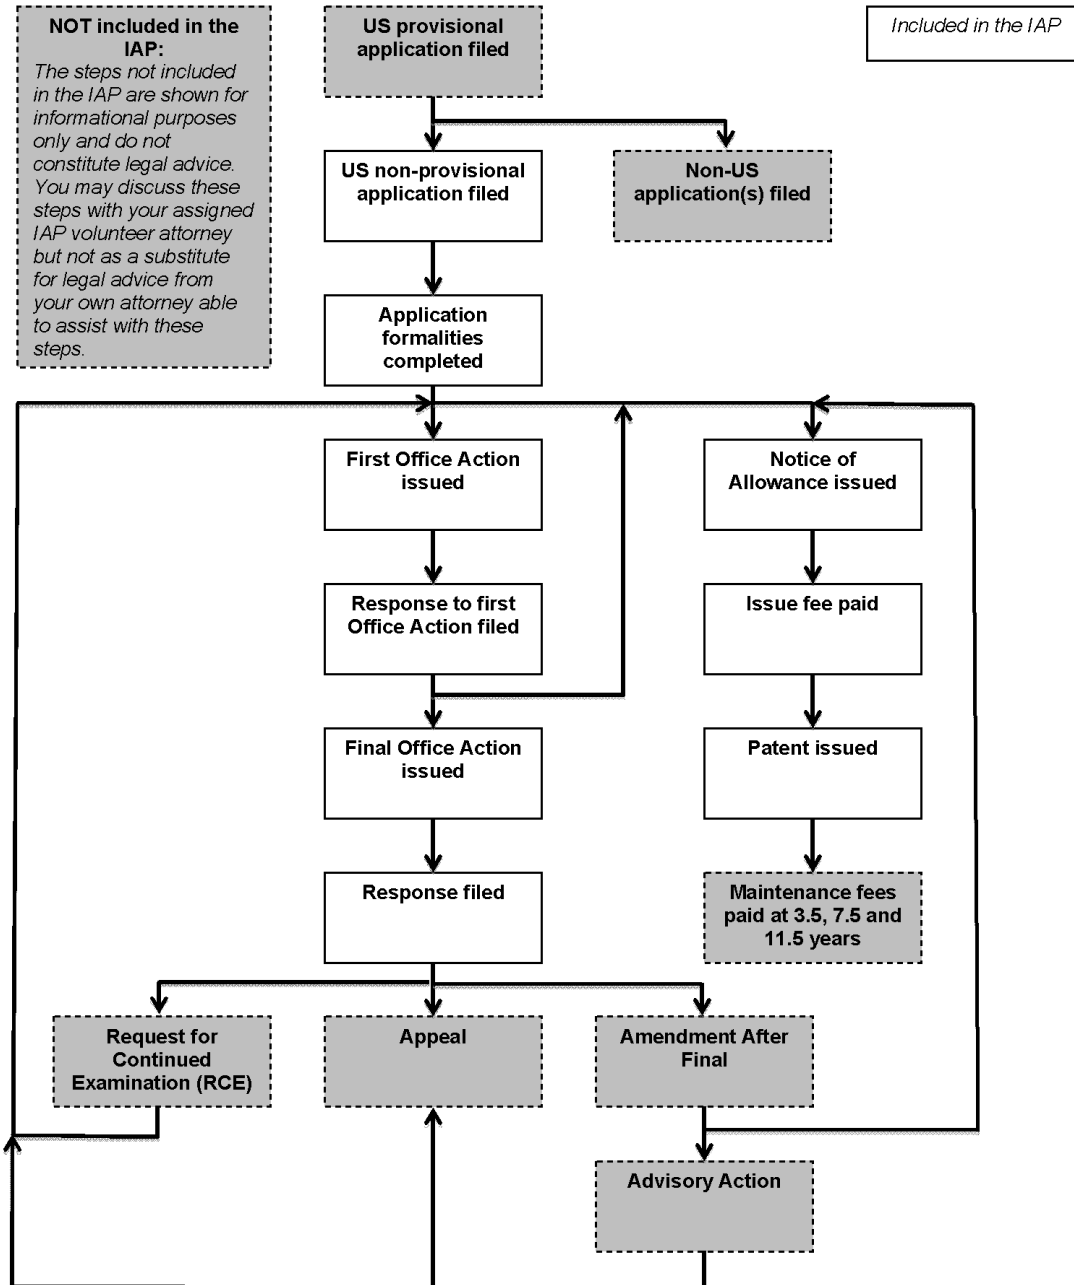 NOT included in the
IAP:
The steps not included
in the IAP are shown for
informational purposes
only and do not
constitute legal advice.
You may discuss these
steps with your assigned
IAP volunteer attorney
but not as a substitute
for legal advice from
your own attorney able
to assist with these
steps.
US provisional
application filed
Included in the IAP
US non-provisional
application filed
Non-US
application(s) filed
Application
formalities
completed
First Office Action
issued
Notice of
Allowance issued
Response to first
Office Action filed
Issue fee paid
Final Office Action
issued
Patent issued
Response filed
Maintenance fees
paid at 3.5, 7.5 and
11.5 years
Request for
Continued
Examination (RCE)
Appeal
Amendment After
Final
Advisory Action